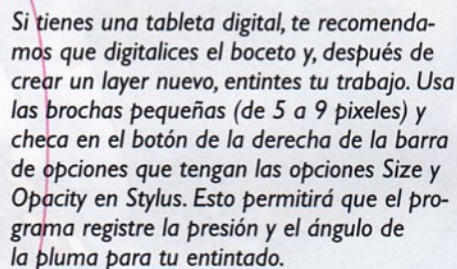 Si tienes una tableta digital, te recomenda-
mos que digitalices el boceto y, después de
crear un layer nuevo, entintes tu trabajo. Usa
las brochas pequeñas (de 5 a 9 pixeles) y
checa en el botón de la derecha de la barra
de opciones que tengan las opciones Size y
Opacity en Stylus. Esto permitirá que el pro-
grama registre la presión y el ángulo de
la pluma para tu entintado.